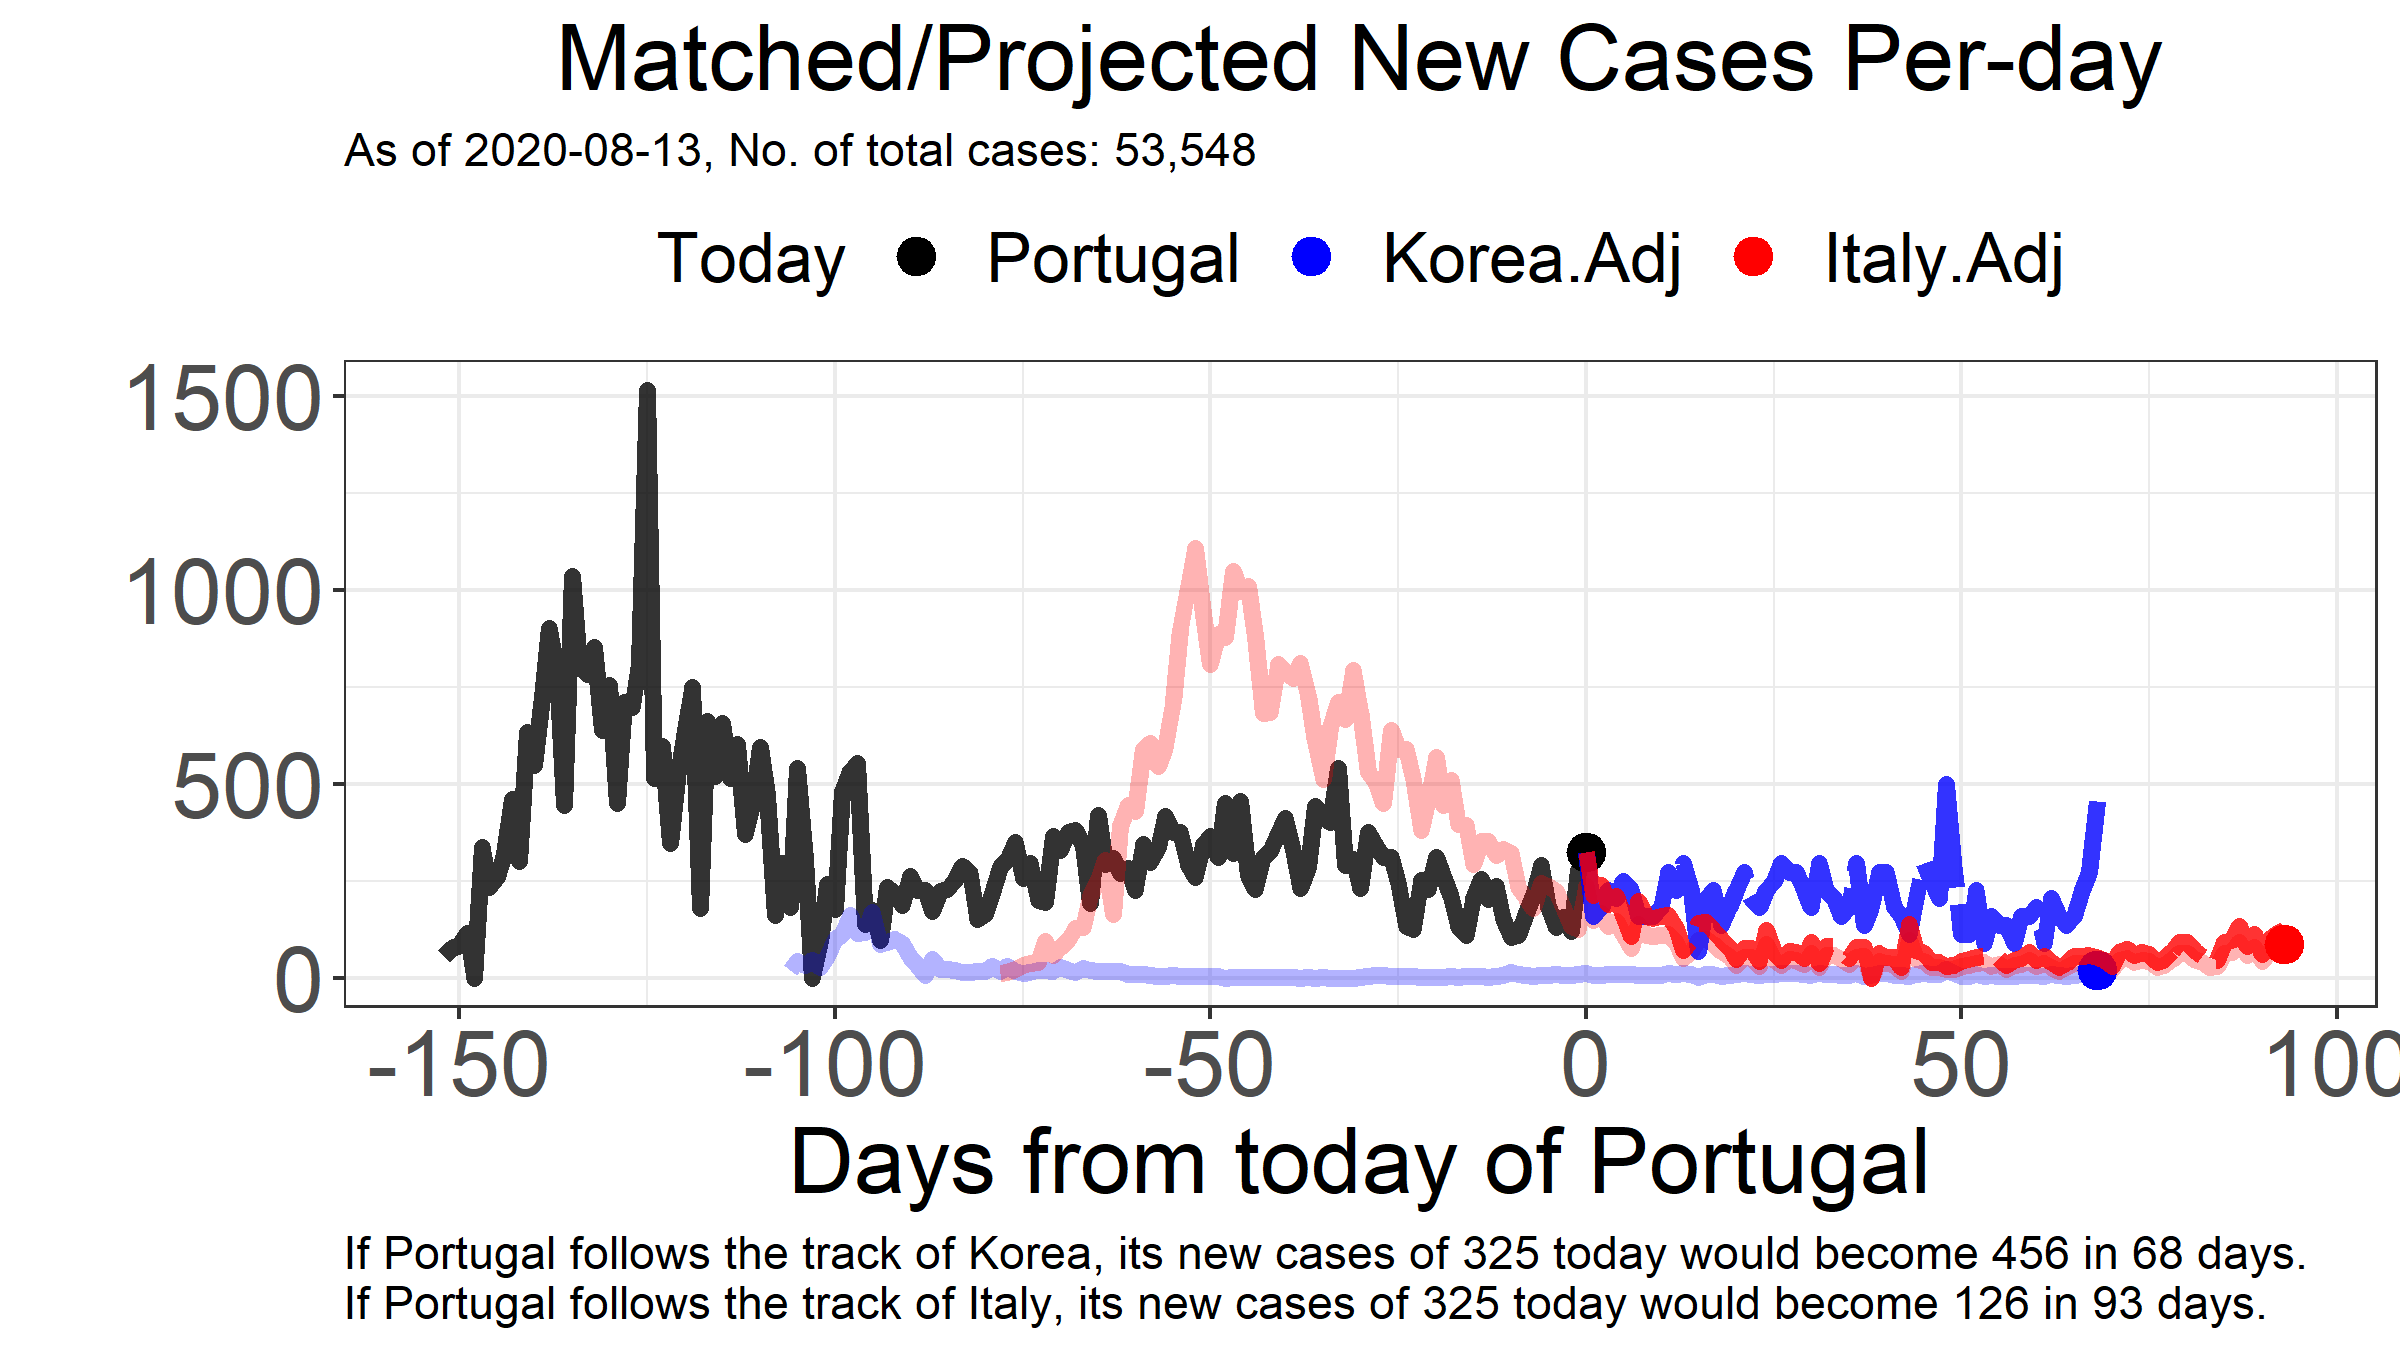 Matched/Projected New Cases Per-day
As of 2020-08-13, No. of total cases: 53,548
Today Portugal Korea.Adj Italy.Adj
1500
1000
500
0
-150 -100 -50 0 50 100
Days from today of Portugal
If Portugal follows the track of Korea, its new cases of 325 today would become 456 in 68 days.
If Portugal follows the track of Italy, its new cases of 325 today would become 126 in 93 days.